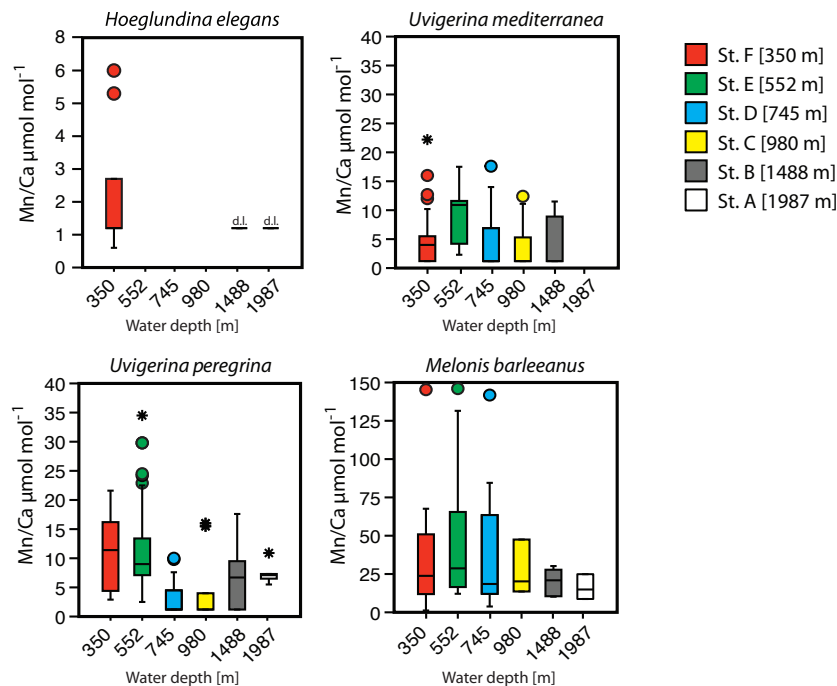 Hoeglundina elegans
Mn/Ca μmol mol⁻¹
8
7
6
5
4
3
2
1
0
d.l. d.l.
350 552 745 980 1488 1987
Water depth [m]
Uvigerina mediterranea
Mn/Ca μmol mol⁻¹
40
35
30
25
20
15
10
5
0
350 552 745 980 1488 1987
Water depth [m]
St. F [350 m]
St. E [552 m]
St. D [745 m]
St. C [980 m]
St. B [1488 m]
St. A [1987 m]
Uvigerina peregrina
Mn/Ca μmol mol⁻¹
40
35
30
25
20
15
10
5
0
350 552 745 980 1488 1987
Water depth [m]
Melonis barleeanus
Mn/Ca μmol mol⁻¹
150
125
100
75
50
25
0
350 552 745 980 1488 1987
Water depth [m]